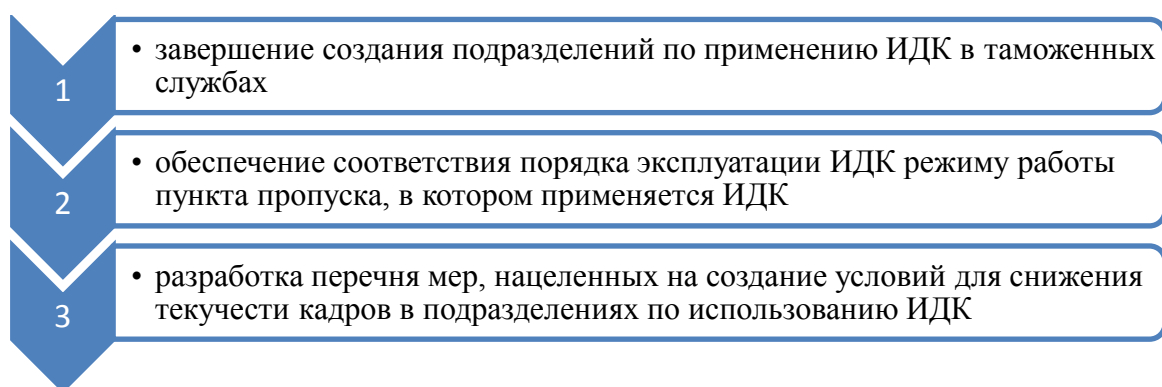 1
• завершение создания подразделений по применению ИДК в таможенных
службах
2
• обеспечение соответствия порядка эксплуатации ИДК режиму работы
пункта пропуска, в котором применяется ИДК
3
• разработка перечня мер, нацеленных на создание условий для снижения
текучести кадров в подразделениях по использованию ИДК